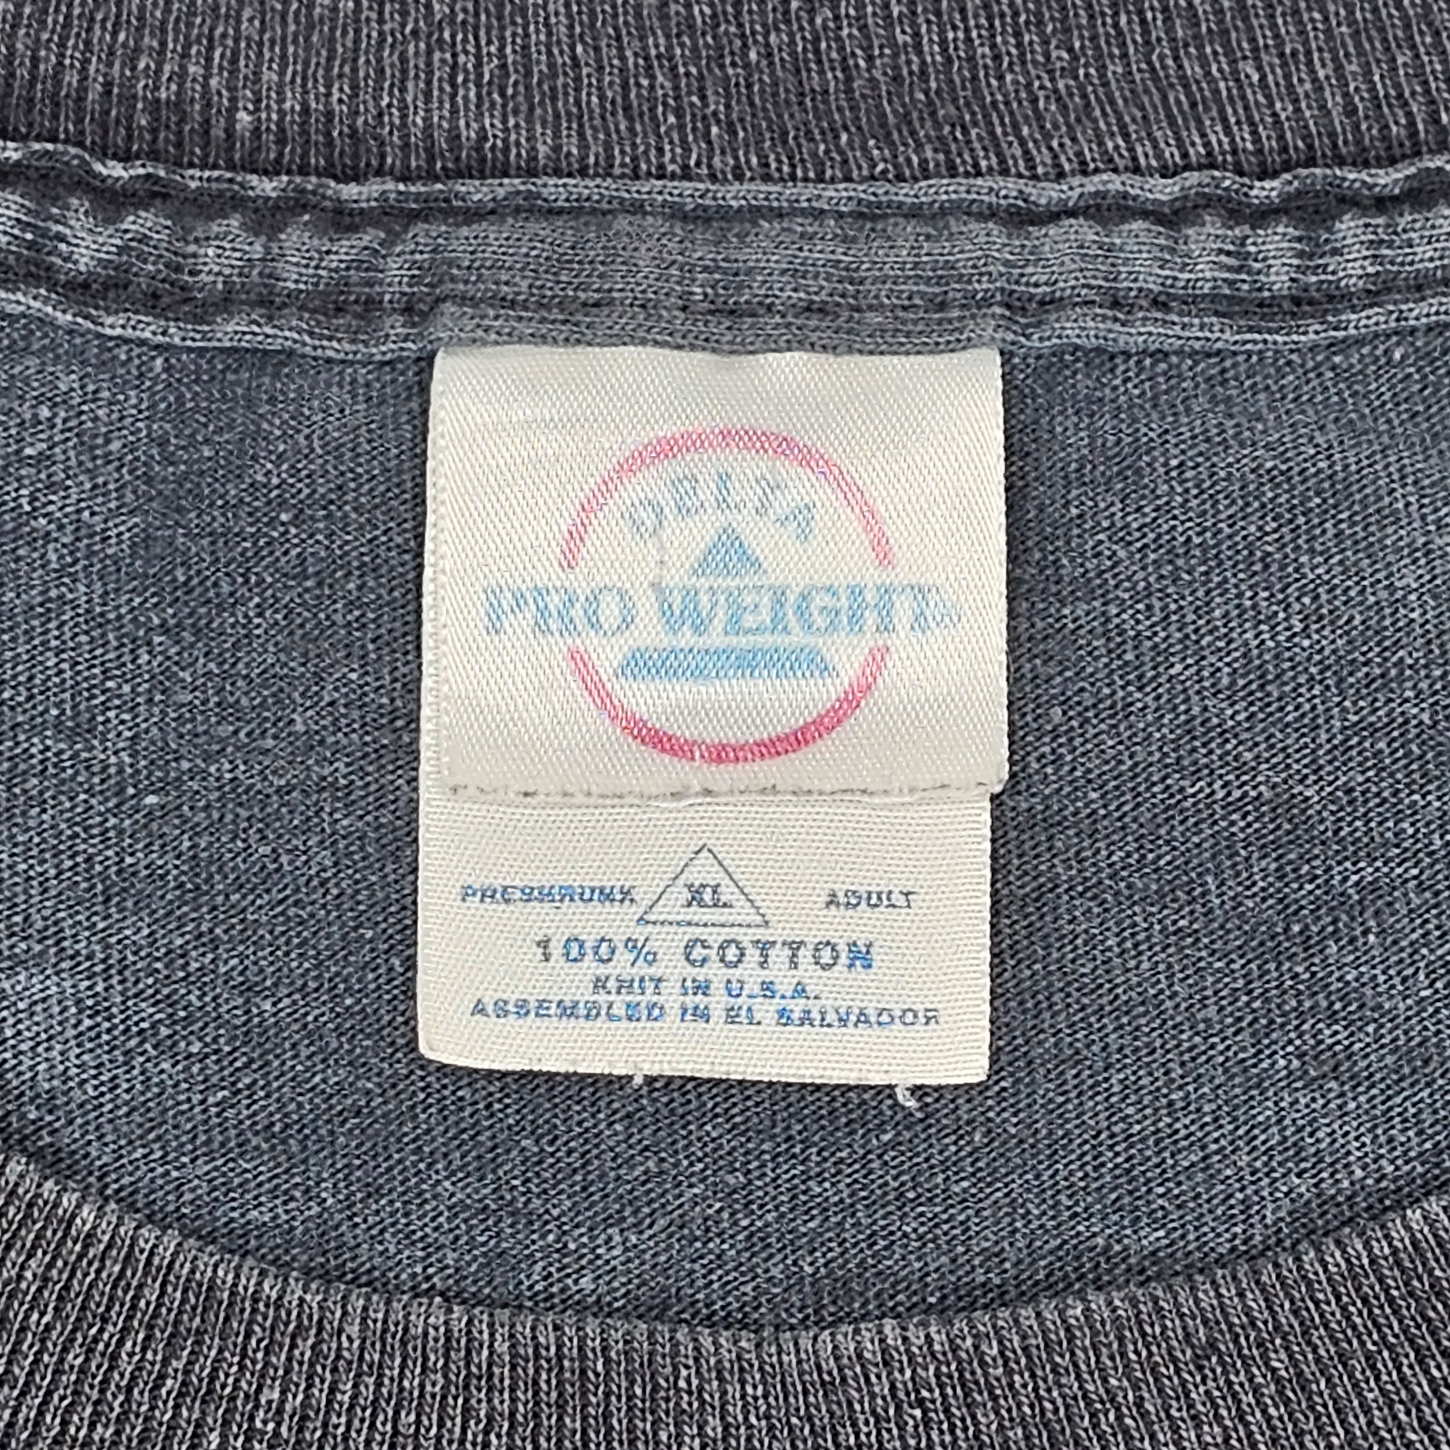 DELTA
PRO WEIGHT
PRESHRUNK XL ADULT
100% COTTON
KNIT IN U.S.A.
ASSEMBLED IN EL SALVADOR